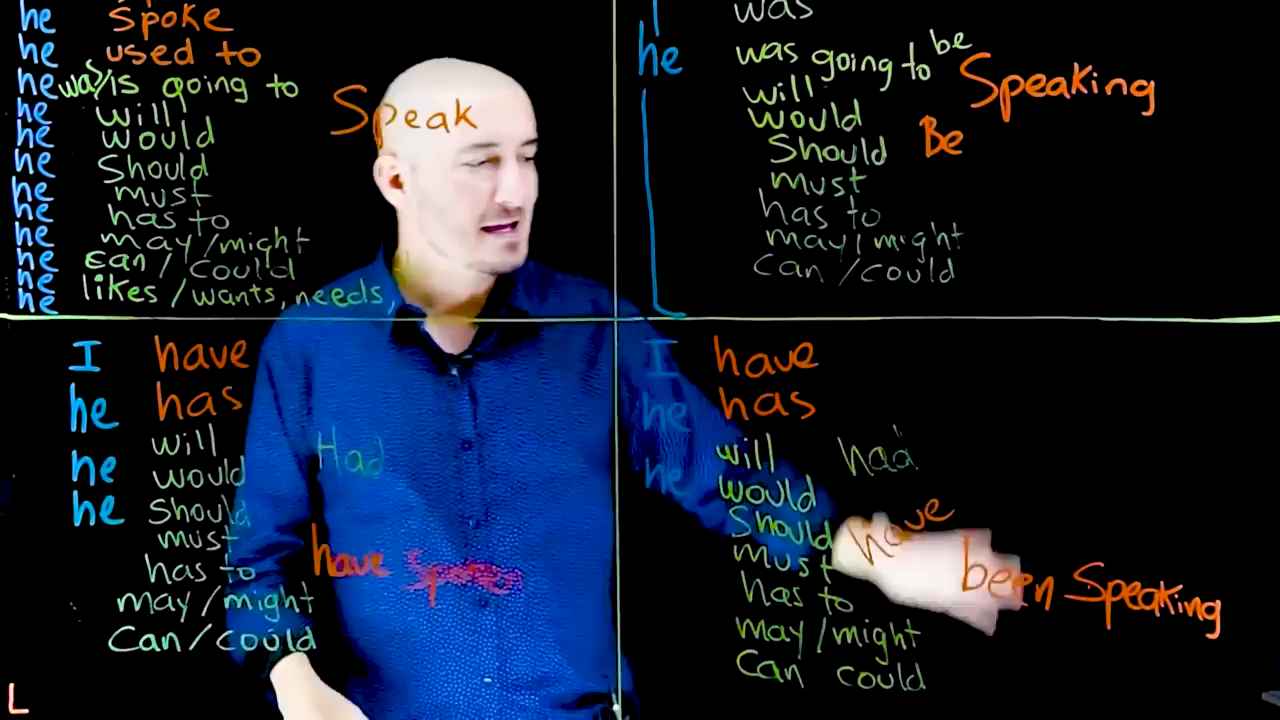 he spoke
he used to
he was/is going to
he will
he would
he Should
he must
he has to
he may/might
he can/could
he likes/wants, needs,
he
Speak
I was
he was going to be
will
would
Should
must
has to
may/might
can/could
Be
Speaking
I have
he has
will
he would
he Should
must
has to
may/might
Can/could
Had
have Spoken
I have
he has
will
he would
Should
must
has to
may/might
Can could
had
have
been Speaking
L